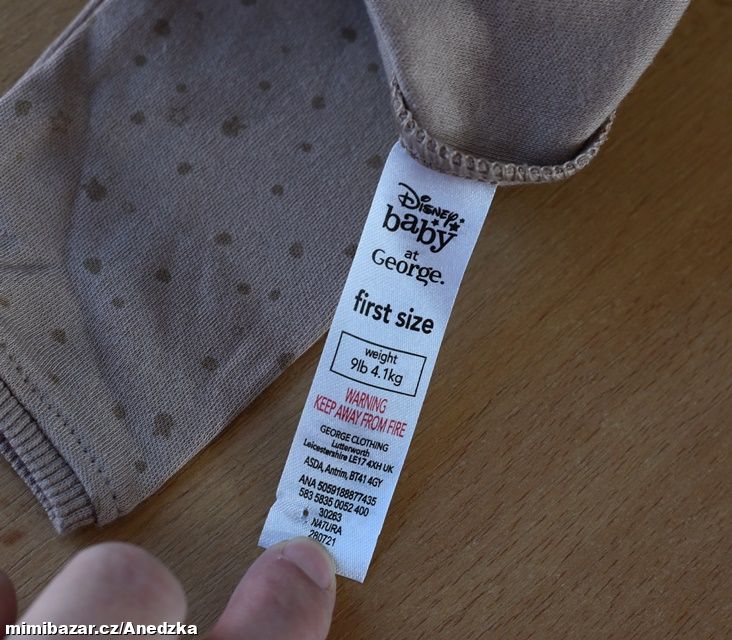 Disney
baby
at
George.
first size
weight
9lb 4.1kg
WARNING
KEEP AWAY FROM FIRE
GEORGE CLOTHING
Lutterworth
Leicestershire LE17 4XH UK
ASDA, Antrim, BT41 4GY
ANA 5059188877435
583 5835 0052 400
30263
NATURA
280721
mimibazar.cz/Anedzka